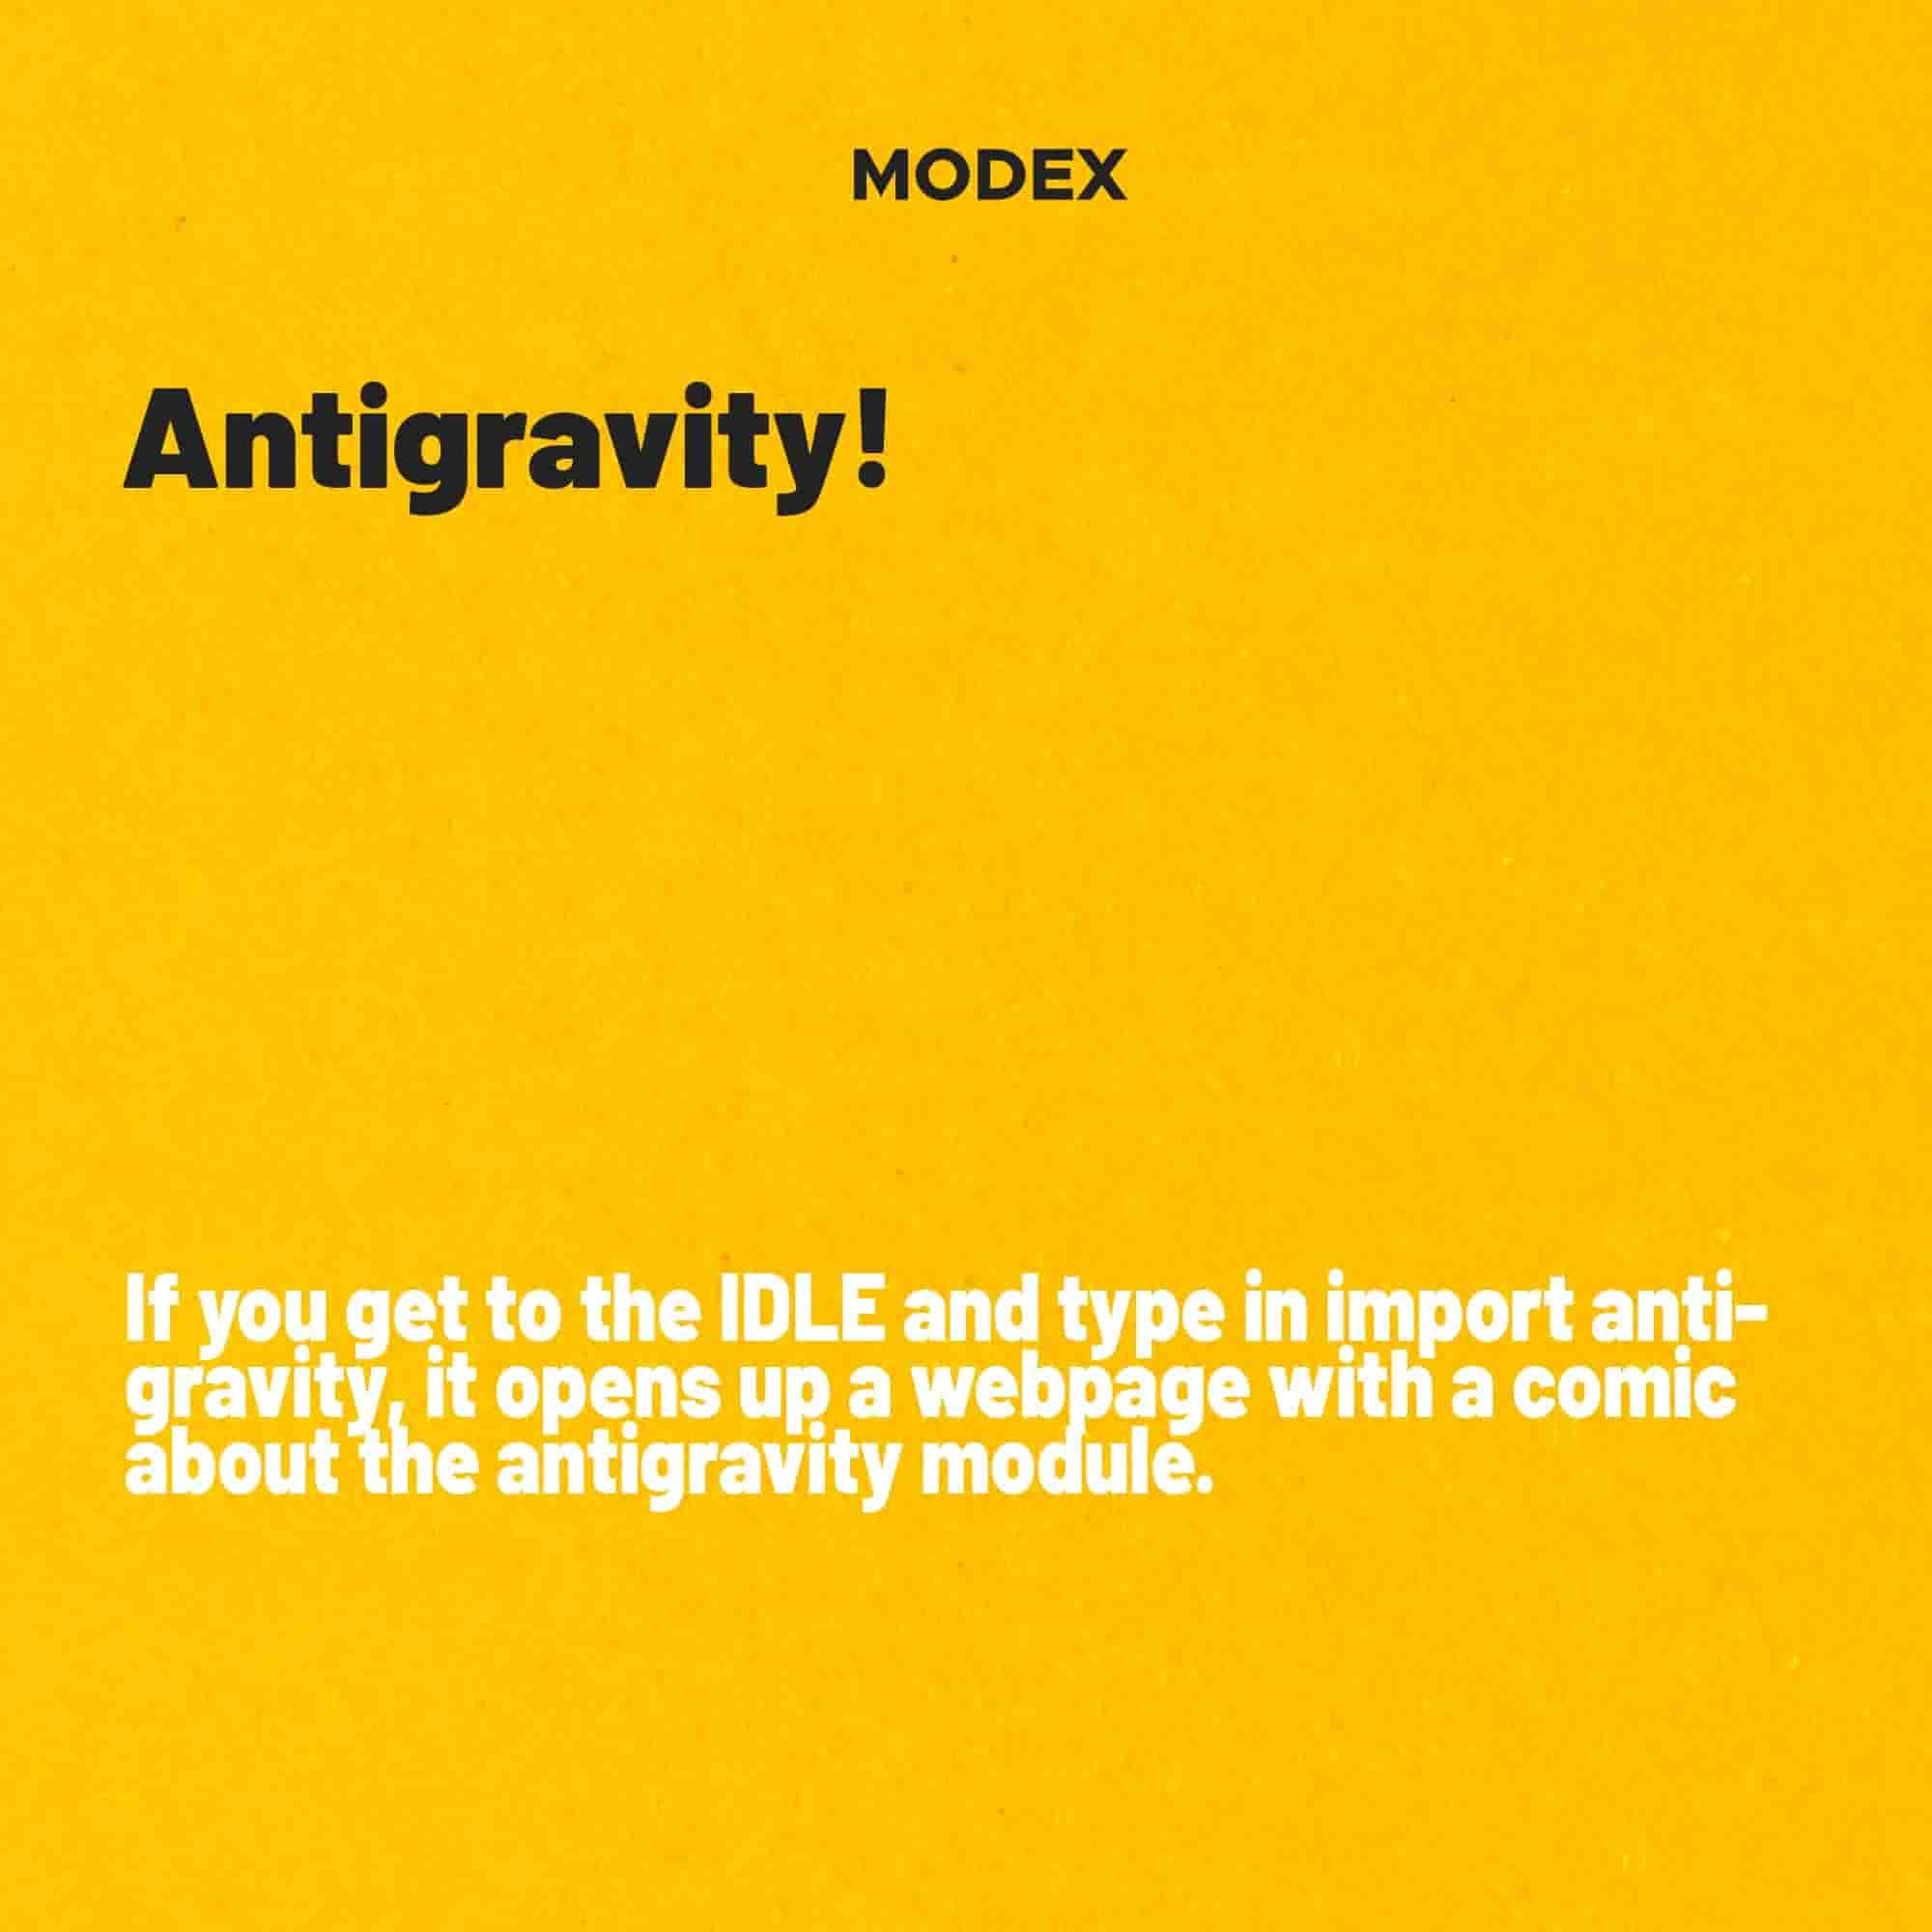 MODEX
Antigravity!
If you get to the IDLE and type in import anti-
gravity, it opens up a webpage with a comic
about the antigravity module.